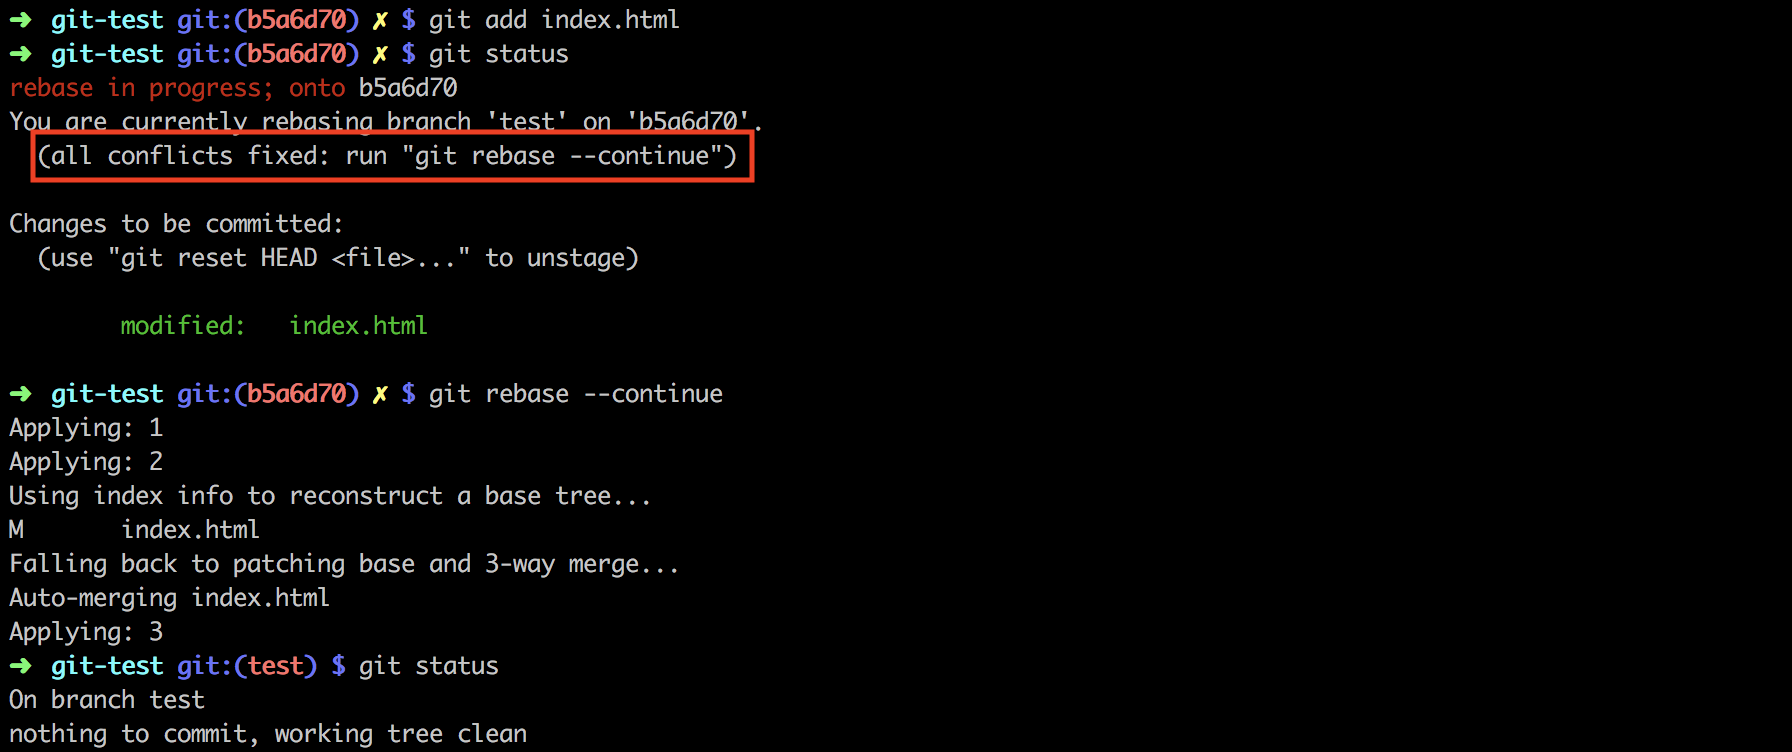 ➜ git-test git:(b5a6d70) ✗ $ git add index.html
➜ git-test git:(b5a6d70) ✗ $ git status
rebase in progress; onto b5a6d70
You are currently rebasing branch 'test' on 'b5a6d70'.
(all conflicts fixed: run "git rebase --continue")
Changes to be committed:
(use "git reset HEAD <file>..." to unstage)
modified: index.html
➜ git-test git:(b5a6d70) ✗ $ git rebase --continue
Applying: 1
Applying: 2
Using index info to reconstruct a base tree...
M index.html
Falling back to patching base and 3-way merge...
Auto-merging index.html
Applying: 3
➜ git-test git:(test) $ git status
On branch test
nothing to commit, working tree clean